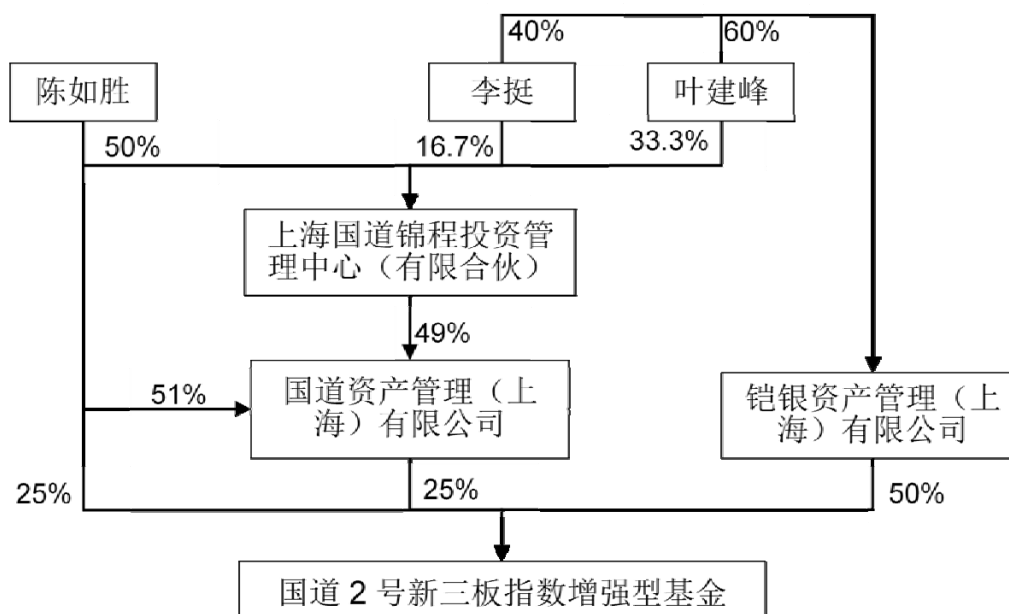 40%
60%
陈如胜
李挺
叶建峰
50%
16.7%
33.3%
上海国道锦程投资管
理中心（有限合伙）
49%
51%
国道资产管理（上
海）有限公司
铠银资产管理（上
海）有限公司
25%
25%
50%
国道 2 号新三板指数增强型基金